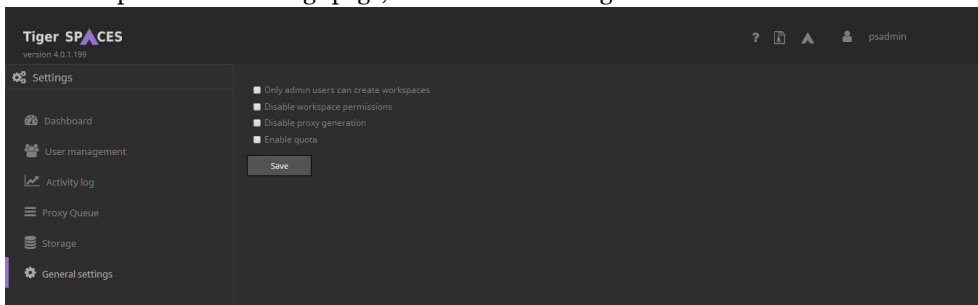 Tiger SPACES
version 4.0.1.199
? psadmin
Settings
Only admin users can create workspaces
Disable workspace permissions
Disable proxy generation
Enable quota
Save
Dashboard
User management
Activity log
Proxy Queue
Storage
General settings